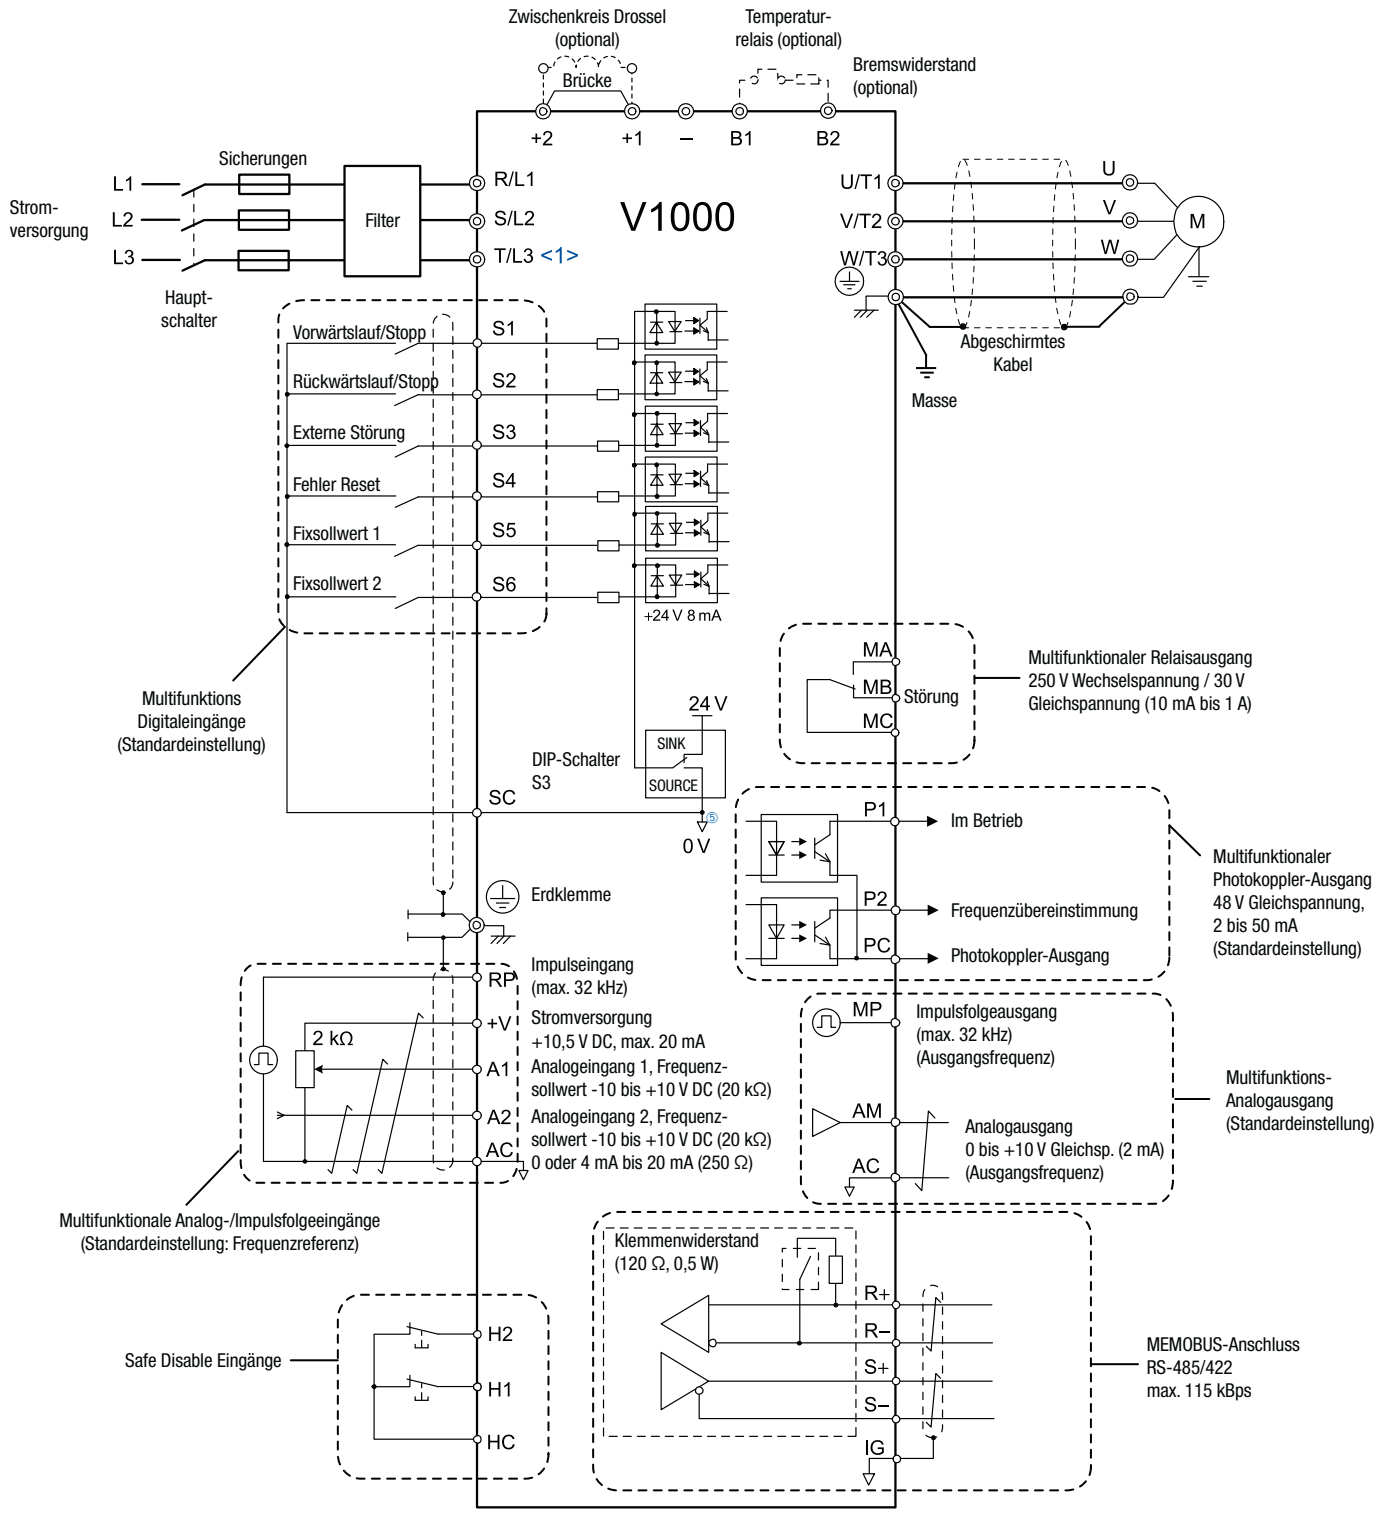 Zwischenkreis Drossel
(optional)
Brücke
Temperatur-
relais (optional)
Bremswiderstand
(optional)
+2
+1
–
B1
B2
Strom-
versorgung
L1
L2
L3
Sicherungen
Filter
Haupt-
schalter
R/L1
S/L2
T/L3 <1>
V1000
U/T1
V/T2
W/T3
U
V
W
M
Abgeschirmtes
Kabel
Masse
Vorwärtslauf/Stopp
S1
Rückwärtslauf/Stopp
S2
Externe Störung
S3
Fehler Reset
S4
Fixsollwert 1
S5
Fixsollwert 2
S6
+24 V 8 mA
Multifunktions
Digitaleingänge
(Standardeinstellung)
24 V
SINK
SOURCE
DIP-Schalter
S3
SC
⑤
0 V
MA
MB
MC
Störung
Multifunktionaler Relaisausgang
250 V Wechselspannung / 30 V
Gleichspannung (10 mA bis 1 A)
P1
Im Betrieb
P2
Frequenzübereinstimmung
PC
Photokoppler-Ausgang
Multifunktionaler
Photokoppler-Ausgang
48 V Gleichspannung,
2 bis 50 mA
(Standardeinstellung)
Erdklemme
RP
Impulseingang
(max. 32 kHz)
+V
Stromversorgung
+10,5 V DC, max. 20 mA
2 kΩ
A1
Analogeingang 1, Frequenz-
sollwert -10 bis +10 V DC (20 kΩ)
A2
Analogeingang 2, Frequenz-
sollwert -10 bis +10 V DC (20 kΩ)
0 oder 4 mA bis 20 mA (250 Ω)
AC
Multifunktionale Analog-/Impulsfolgeeingänge
(Standardeinstellung: Frequenzreferenz)
MP
Impulsfolgeausgang
(max. 32 kHz)
(Ausgangsfrequenz)
AM
Analogausgang
0 bis +10 V Gleichsp. (2 mA)
(Ausgangsfrequenz)
AC
Multifunktions-
Analogausgang
(Standardeinstellung)
Safe Disable Eingänge
H2
H1
HC
Klemmenwiderstand
(120 Ω, 0,5 W)
R+
R–
S+
S–
IG
MEMOBUS-Anschluss
RS-485/422
max. 115 kBps